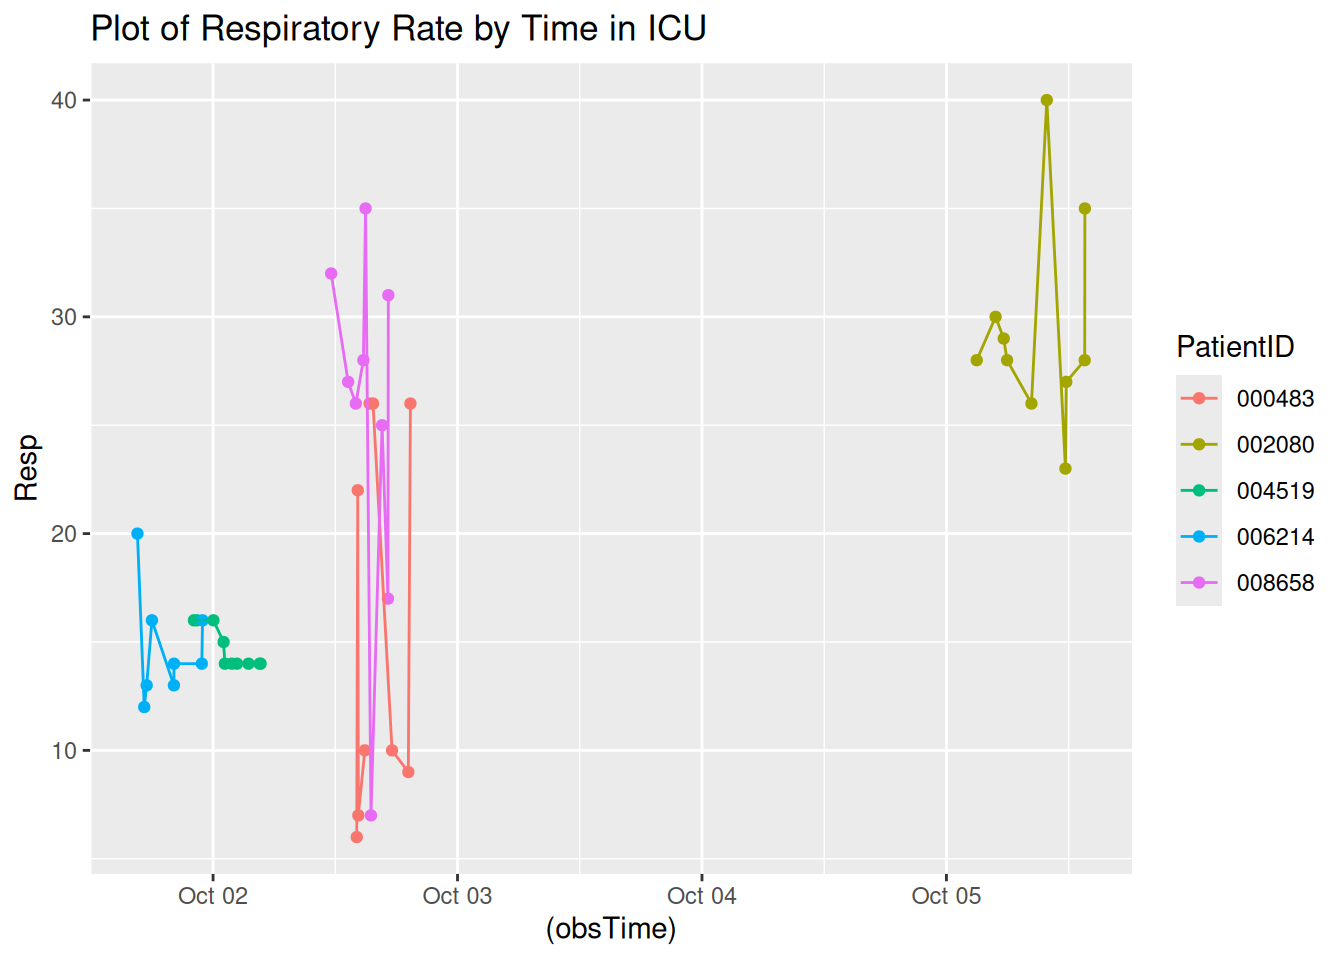 Plot of Respiratory Rate by Time in ICU
40
30
20
10
Resp
Oct 02 Oct 03 Oct 04 Oct 05
(obsTime)
PatientID
000483
002080
004519
006214
008658